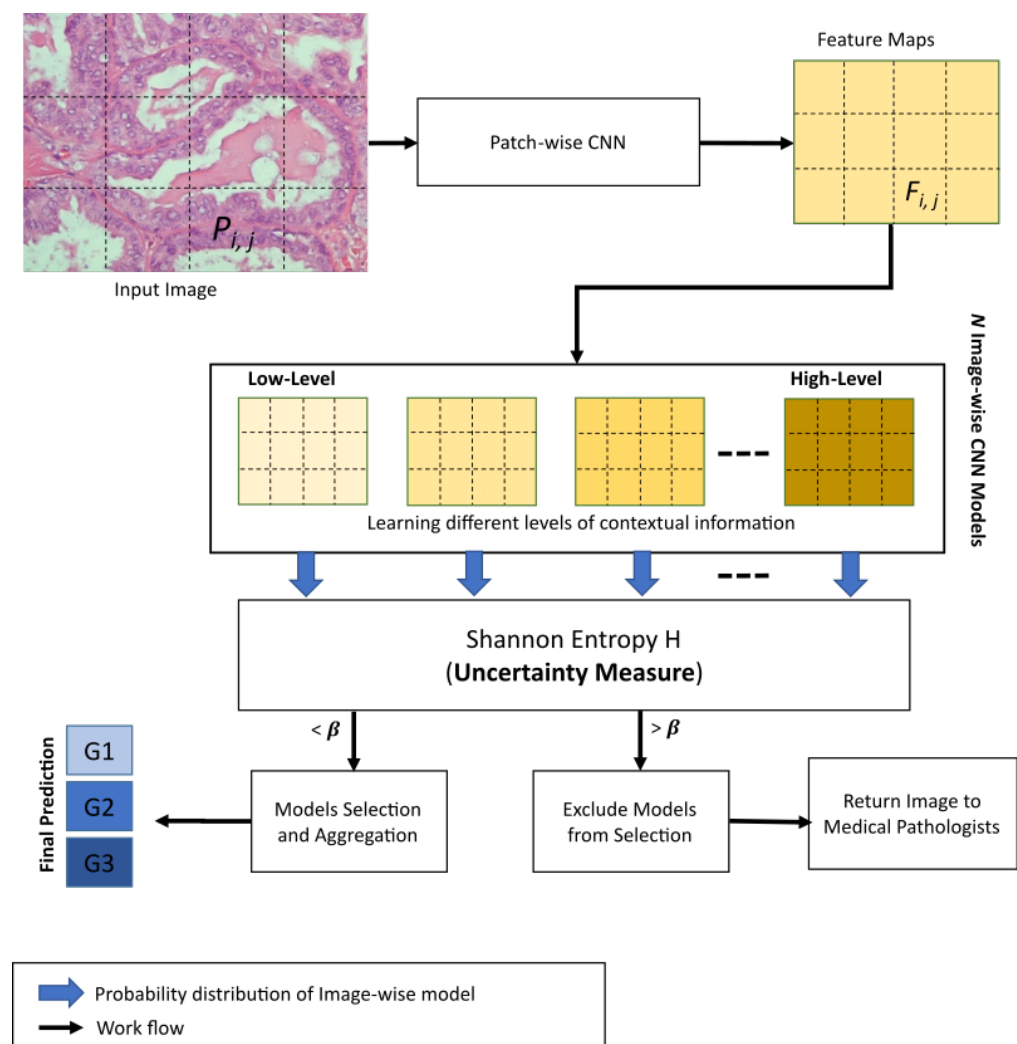 Feature Maps
Patch-wise CNN
P i, j
F i, j
Input Image
N Image-wise CNN Models
Low-Level
High-Level
Learning different levels of contextual information
Shannon Entropy H
(Uncertainty Measure)
< β
> β
Final Prediction
G1
G2
G3
Models Selection
and Aggregation
Exclude Models
from Selection
Return Image to
Medical Pathologists
Probability distribution of Image-wise model
Work flow